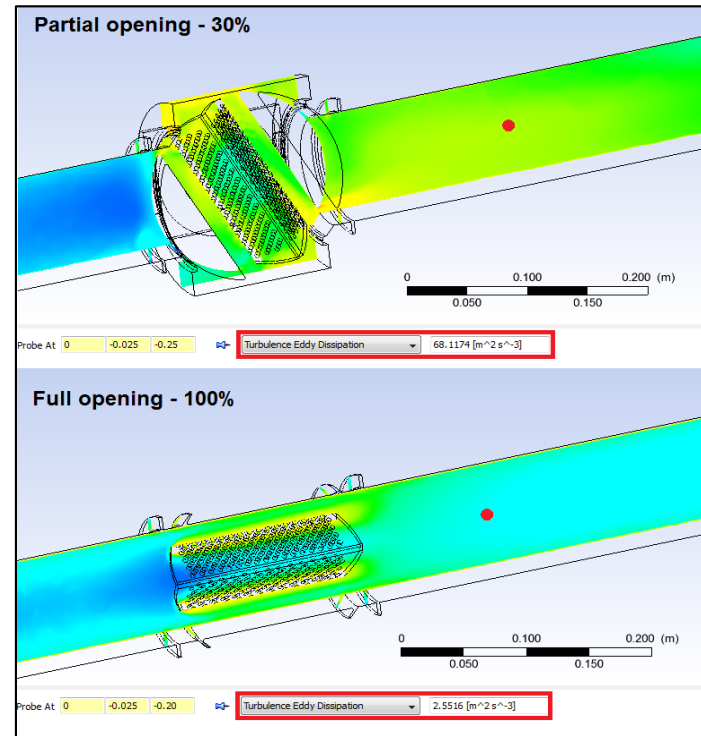 Partial opening - 30%
0 0.100 0.200 (m)
0.050 0.150
Probe At 0 -0.025 -0.25 Turbulence Eddy Dissipation 68.1174 [m^2 s^-3]
Full opening - 100%
0 0.100 0.200 (m)
0.050 0.150
Probe At 0 -0.025 -0.20 Turbulence Eddy Dissipation 2.5516 [m^2 s^-3]